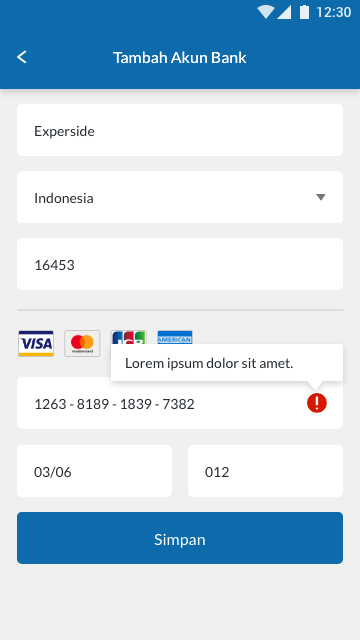 12:30
Tambah Akun Bank
Experside
Indonesia
16453
VISA mastercard JCB AMERICAN
Lorem ipsum dolor sit amet.
1263 - 8189 - 1839 - 7382
03/06 012
Simpan